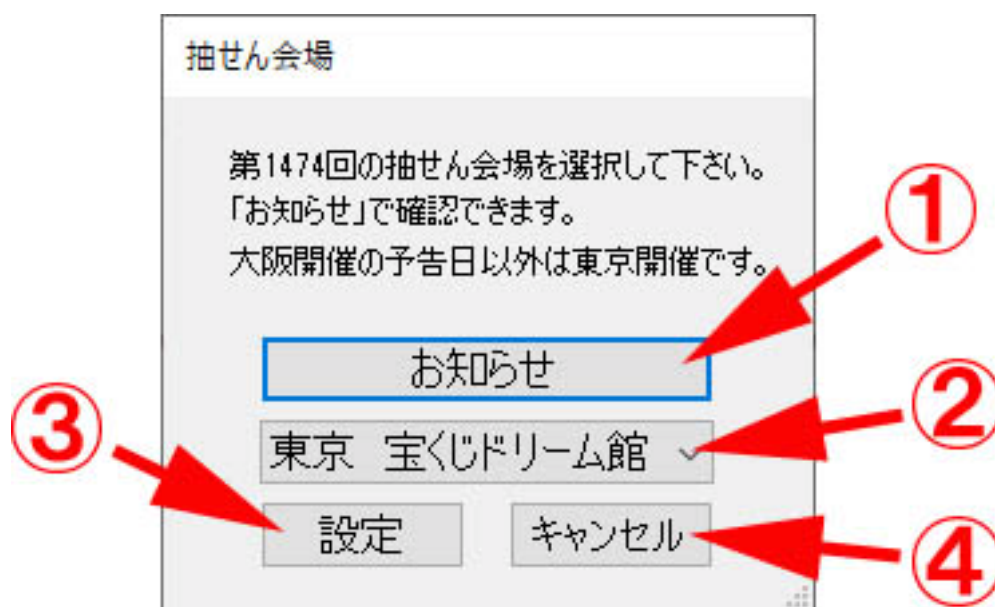 抽せん会場
第1474回の抽せん会場を選択して下さい。
「お知らせ」で確認できます。
大阪開催の予告日以外は東京開催です。
①
お知らせ
②
東京 宝くじドリーム館
③
設定
キャンセル
④